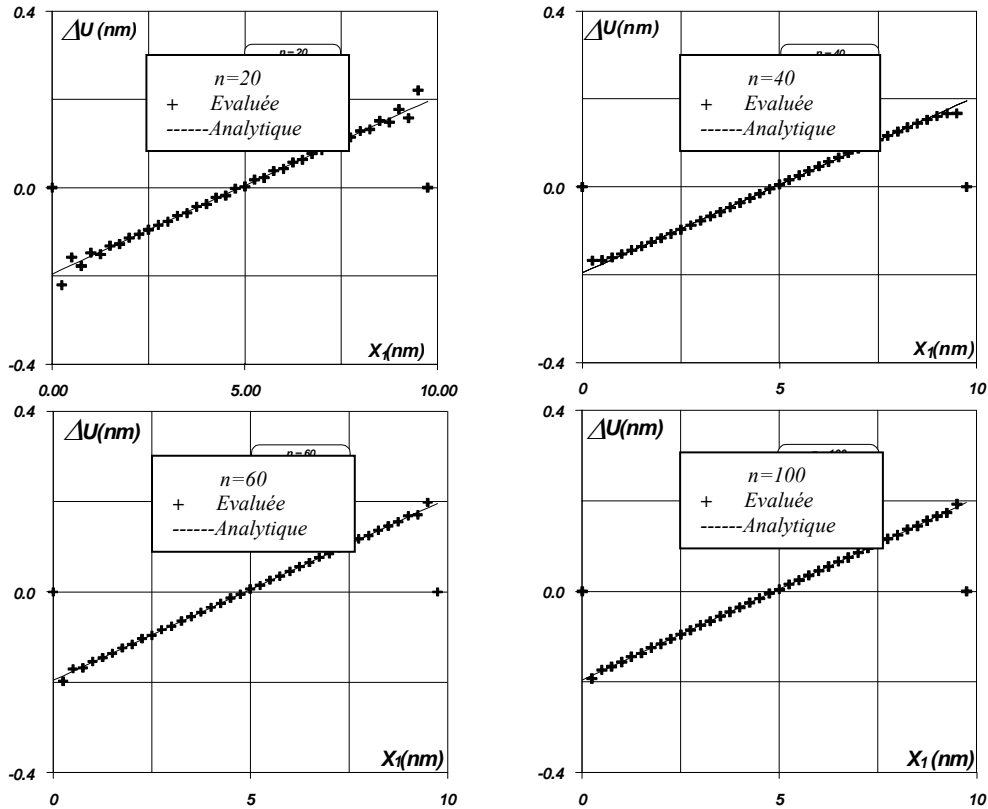 0.4
ΔU (nm)
n=20
n=20
+ Evaluée
------Analytique
0.0
X1(nm)
-0.4
0.00
5.00
10.00
0.4
ΔU(nm)
n=40
n=40
+ Evaluée
------Analytique
0.0
X1(nm)
-0.4
0
5
10
0.4
ΔU(nm)
n=60
n=60
+ Evaluée
------Analytique
0.0
X1(nm)
-0.4
0
5
10
0.4
ΔU(nm)
n=100
+ Evaluée
------Analytique
0.0
X1 (nm)
-0.4
0
5
10